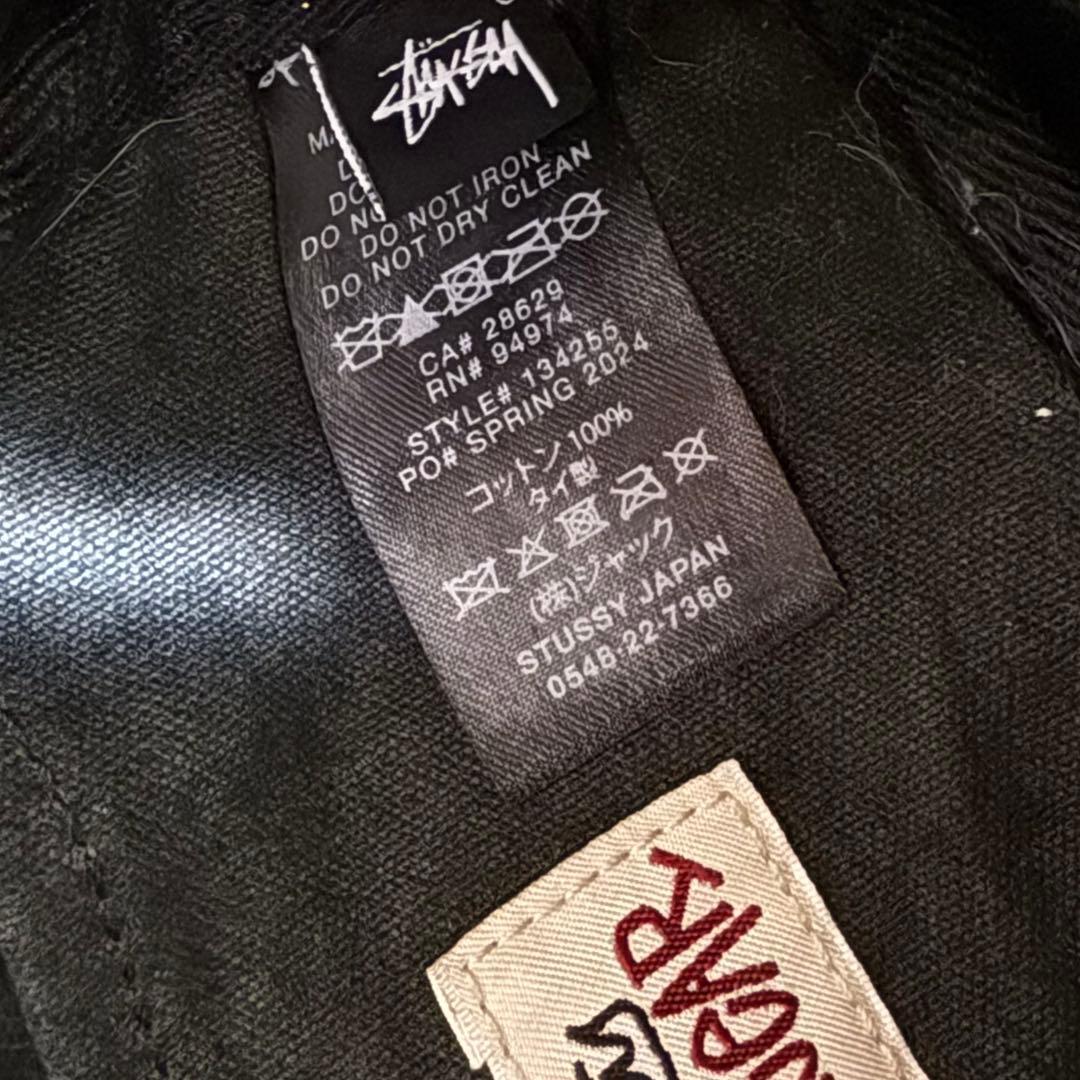 STÜSSY
DO NOT IRON
DO NOT DRY CLEAN
CA# 28629
RN# 94974
STYLE# 134255
PO# SPRING 2024
コットン 100%
タイ製
(株)ジャック
STUSSY JAPAN
0548-22-7366